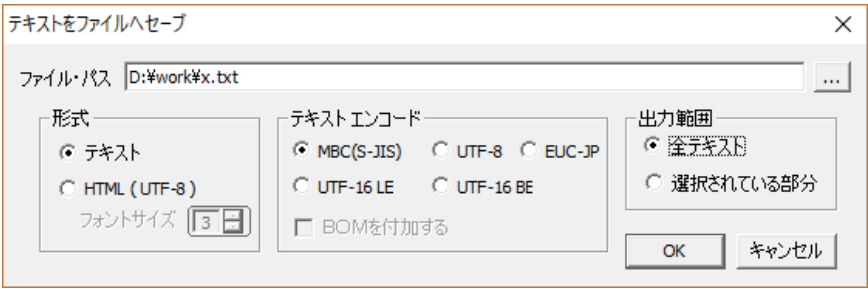 テキストをファイルへセーブ
ファイル・パス D:¥work¥x.txt ...
形式
テキスト
HTML ( UTF-8 )
フォントサイズ 3
テキスト エンコード
MBC(S-JIS) UTF-8 EUC-JP
UTF-16 LE UTF-16 BE
BOMを付加する
出力範囲
全テキスト
選択されている部分
OK キャンセル